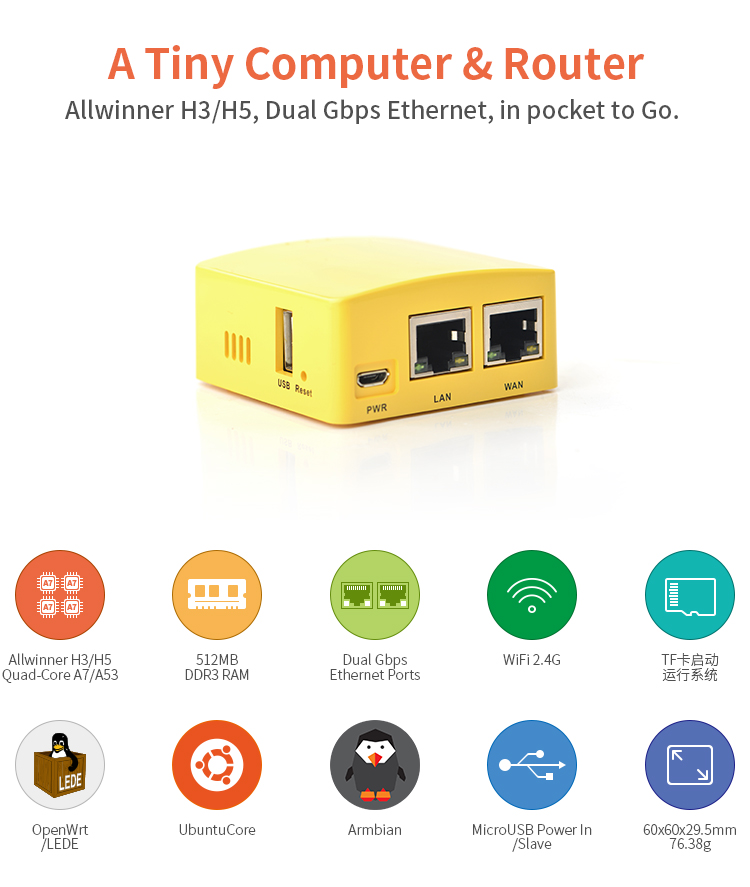 A Tiny Computer & Router
Allwinner H3/H5, Dual Gbps Ethernet, in pocket to Go.
USB Reset
PWR
LAN
WAN
A7 A7
A7 A7
Allwinner H3/H5
Quad-Core A7/A53
512MB
DDR3 RAM
Dual Gbps
Ethernet Ports
WiFi 2.4G
TF卡启动
运行系统
LEDE
OpenWrt
/LEDE
UbuntuCore
Armbian
MicroUSB Power In
/Slave
60x60x29.5mm
76.38g